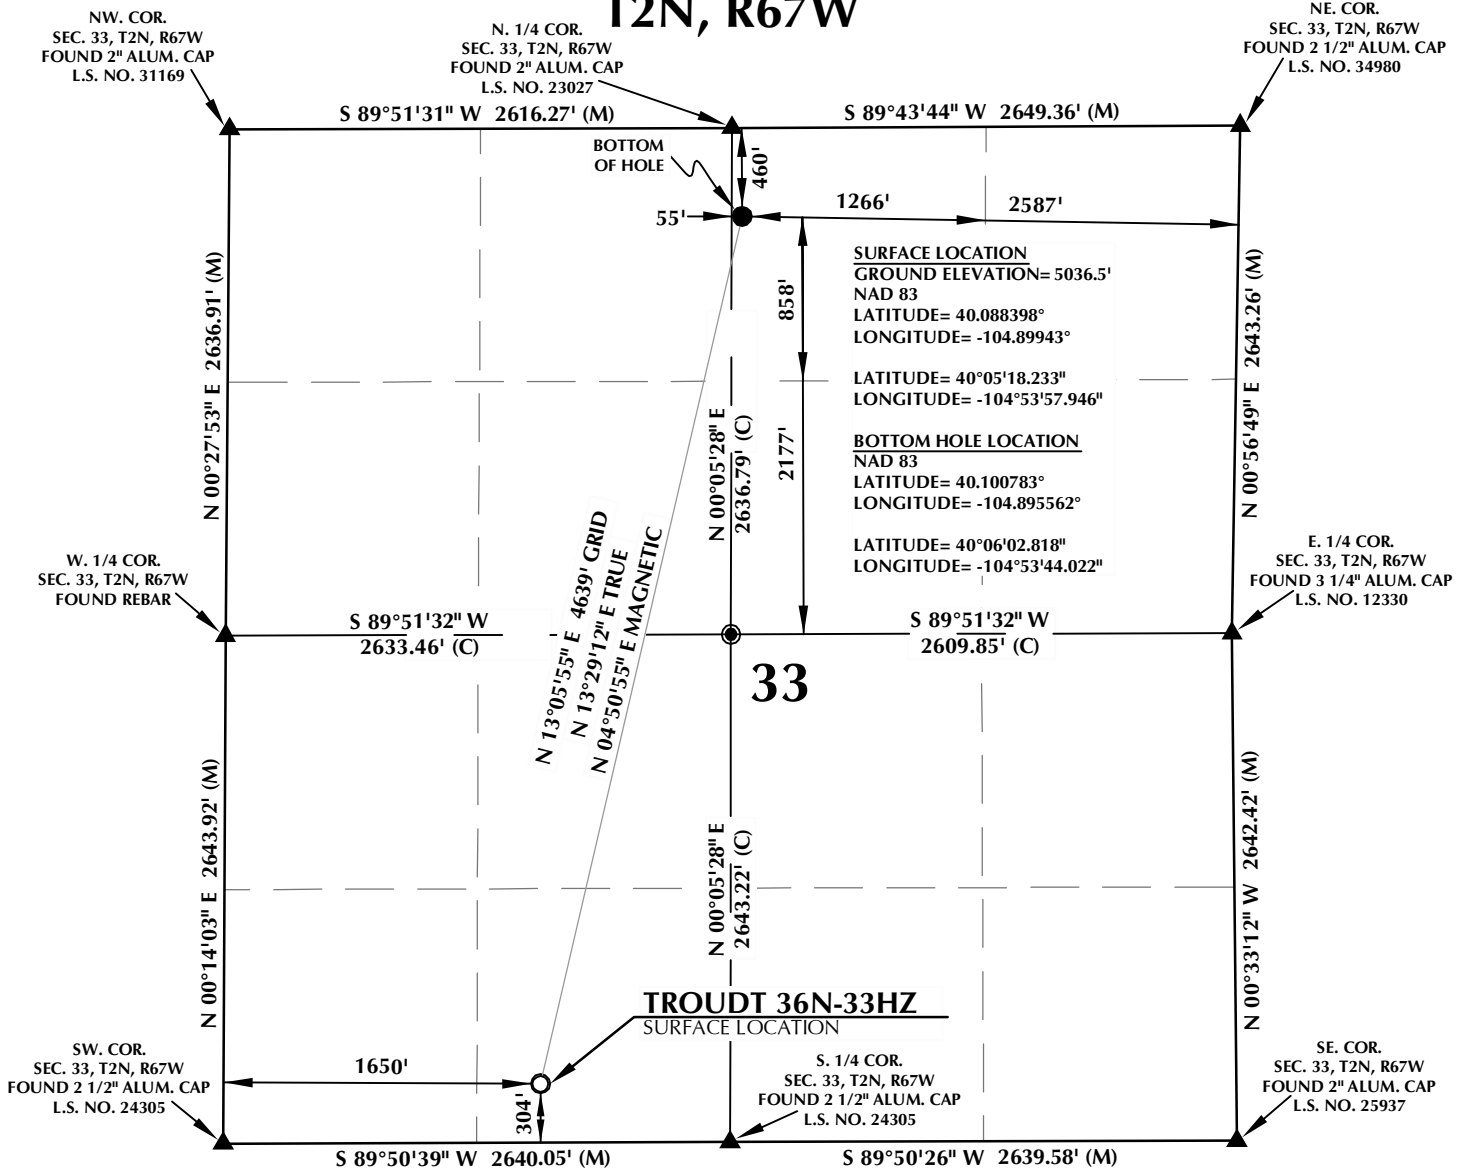 T2N, R67W
NW. COR.
SEC. 33, T2N, R67W
FOUND 2" ALUM. CAP
L.S. NO. 31169
N. 1/4 COR.
SEC. 33, T2N, R67W
FOUND 2" ALUM. CAP
L.S. NO. 23027
NE. COR.
SEC. 33, T2N, R67W
FOUND 2 1/2" ALUM. CAP
L.S. NO. 34980
S 89°51'31" W 2616.27' (M)
S 89°43'44" W 2649.36' (M)
BOTTOM
OF HOLE
460'
55'
1266'
2587'
858'
2177'
SURFACE LOCATION
GROUND ELEVATION= 5036.5'
NAD 83
LATITUDE= 40.088398°
LONGITUDE= -104.89943°
LATITUDE= 40°05'18.233"
LONGITUDE= -104°53'57.946"
BOTTOM HOLE LOCATION
NAD 83
LATITUDE= 40.100783°
LONGITUDE= -104.895562°
LATITUDE= 40°06'02.818"
LONGITUDE= -104°53'44.022"
N 00°27'53" E 2636.91' (M)
N 00°05'28" E
2636.79' (C)
N 00°56'49" E 2643.26' (M)
W. 1/4 COR.
SEC. 33, T2N, R67W
FOUND REBAR
E. 1/4 COR.
SEC. 33, T2N, R67W
FOUND 3 1/4" ALUM. CAP
L.S. NO. 12330
S 89°51'32" W
2633.46' (C)
S 89°51'32" W
2609.85' (C)
N 13°05'55" E 4639' GRID
N 13°29'12" E TRUE
N 04°50'55" E MAGNETIC
33
N 00°14'03" E 2643.92' (M)
N 00°05'28" E
2643.22' (C)
N 00°33'12" W 2642.42' (M)
TROUDT 36N-33HZ
SURFACE LOCATION
1650'
304'
SW. COR.
SEC. 33, T2N, R67W
FOUND 2 1/2" ALUM. CAP
L.S. NO. 24305
S. 1/4 COR.
SEC. 33, T2N, R67W
FOUND 2 1/2" ALUM. CAP
L.S. NO. 24305
SE. COR.
SEC. 33, T2N, R67W
FOUND 2" ALUM. CAP
L.S. NO. 25937
S 89°50'39" W 2640.05' (M)
S 89°50'26" W 2639.58' (M)